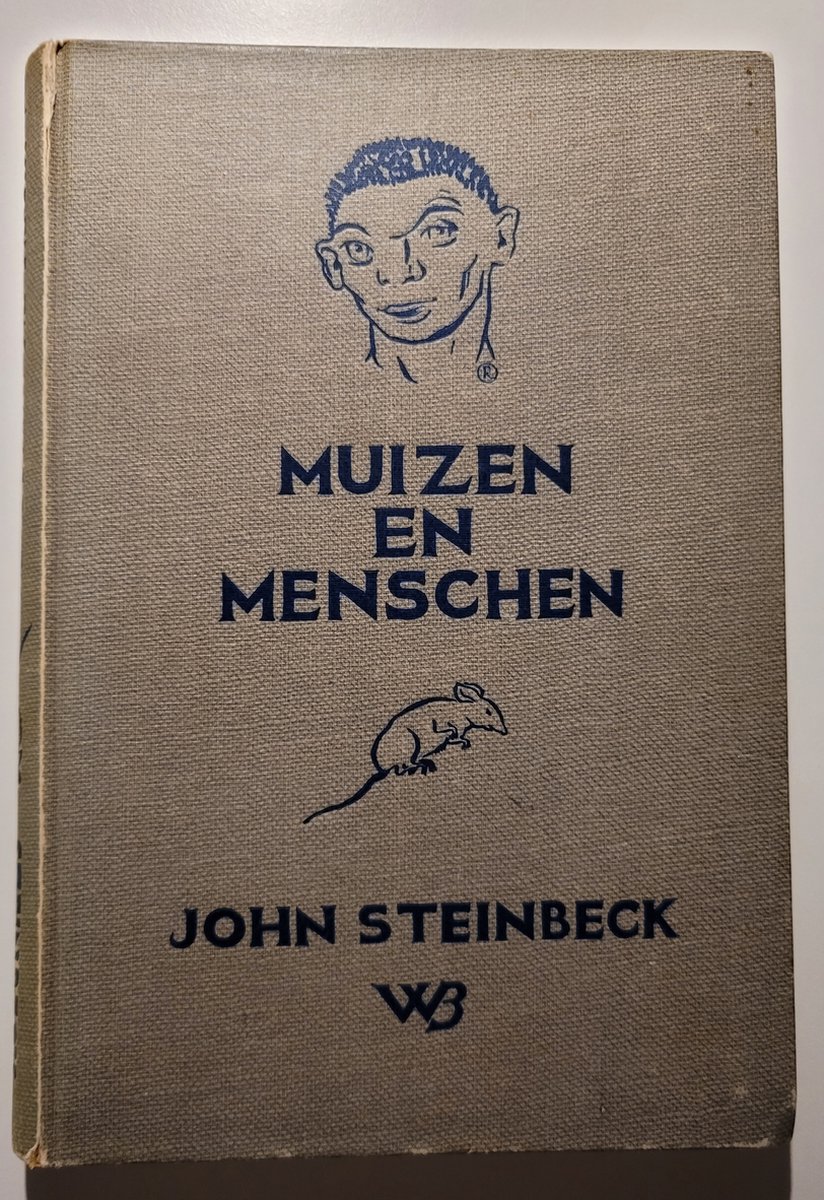 ®
MUIZEN
EN
MENSCHEN
JOHN STEINBECK
WB